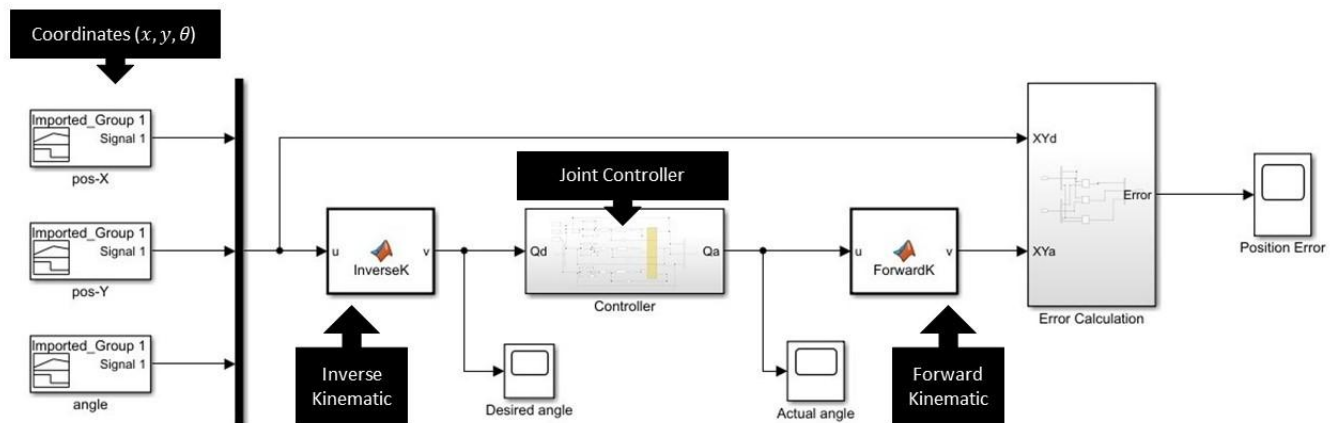 Coordinates (x, y, θ)
Imported_Group 1
Signal 1
pos-X
Imported_Group 1
Signal 1
pos-Y
Imported_Group 1
Signal 1
angle
u
InverseK
v
Inverse
Kinematic
Desired angle
Joint Controller
Qd
Qa
Controller
Actual angle
u
ForwardK
v
Forward
Kinematic
XYd
XYa
Error
Error Calculation
Position Error